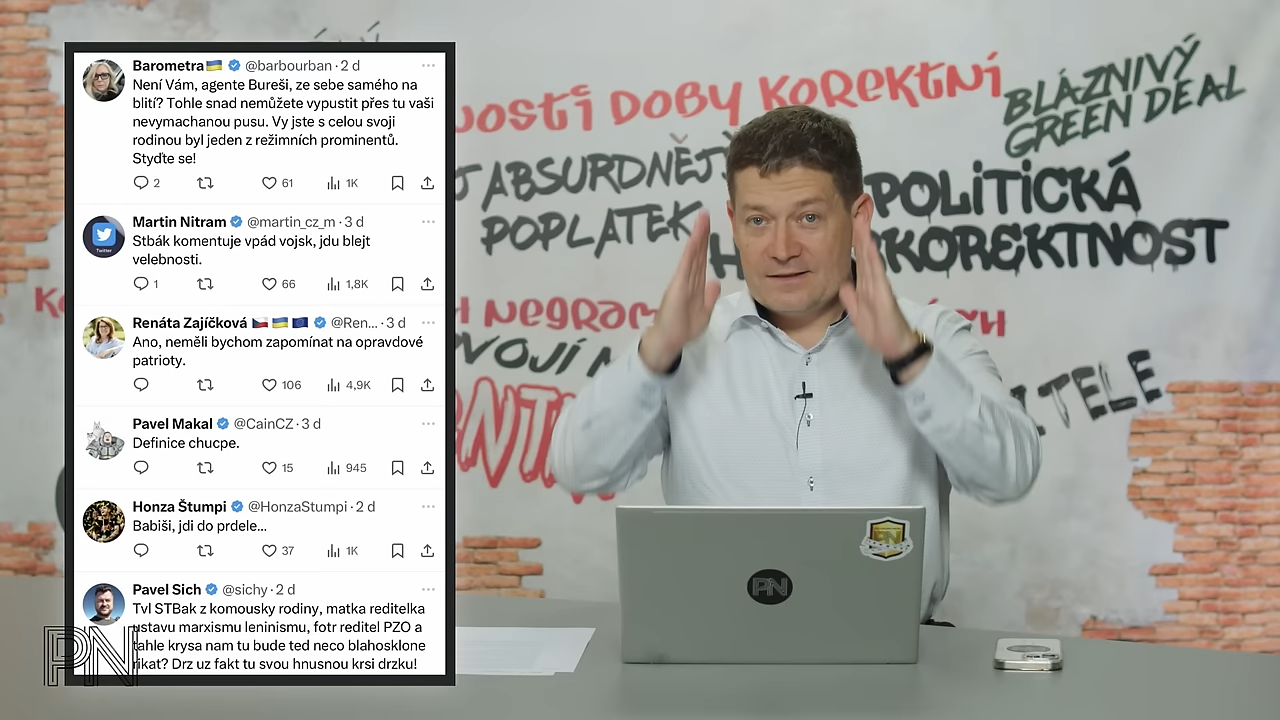 Barometra @barbourban · 2 d
Není Vám, agente Bureši, ze sebe samého na
blití? Tohle snad nemůžete vypustit přes tu vaši
nevymachanou pusu. Vy jste s celou svoji
rodinou byl jeden z režimních prominentů.
Styďte se!
2 61 1K
Martin Nitram @martin_cz_m · 3 d
Stbák komentuje vpád vojsk, jdu blejt
velebnosti.
1 66 1,8K
Renáta Zajíčková @Ren... · 3 d
Ano, neměli bychom zapomínat na opravdové
patrioty.
106 4,9K
Pavel Makal @CainCZ · 3 d
Definice chucpe.
15 945
Honza Štumpi @HonzaStumpi · 2 d
Babiši, jdi do prdele...
37 1K
Pavel Sich @sichy · 2 d
Tvl STBak z komousky rodiny, matka reditelka
ustavu marxismu leninismu, fotr reditel PZO a
tahle krysa nam tu bude ted neco blahosklone
rikat? Drz uz fakt tu svou hnusnou krsi drzku!
PN
DOBY KOREKTNÍ
BLÁZNIVÝ
GREEN DEAL
ABSURDNĚJŠ
POPLATEK
POLITICKÁ
KOREKTNOST
PN